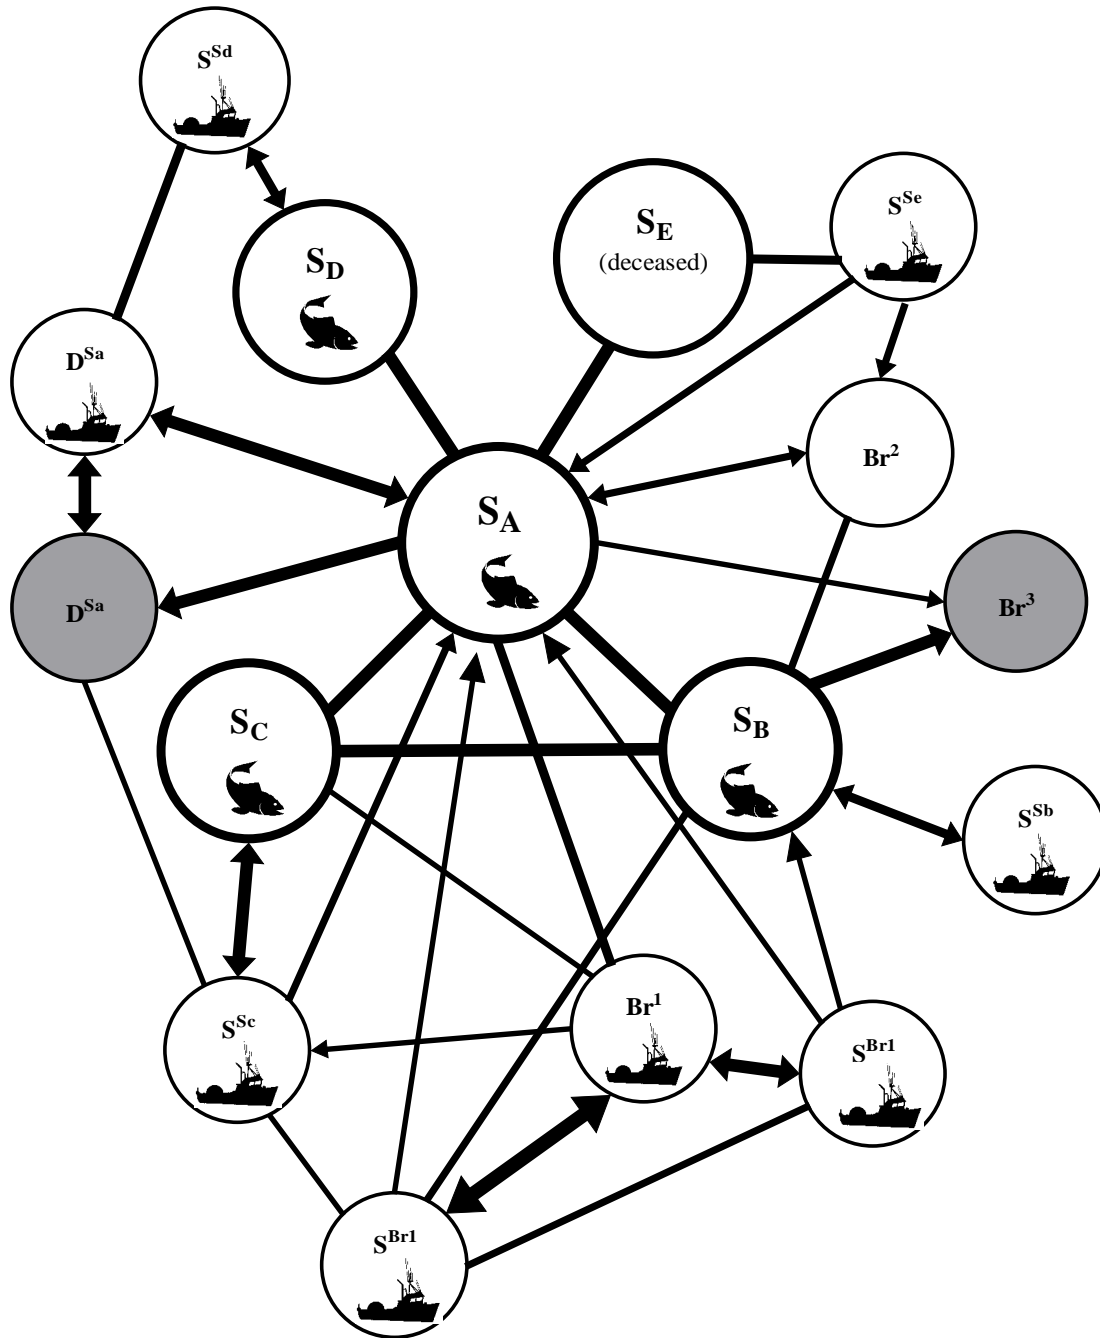 S^Sd
S^Se
S_E
(deceased)
S_D
D^Sa
Br^2
S_A
Br^3
D^Sa
S_C
S_B
S^Sb
Br^1
S^Sc
S^Br1
S^Br1